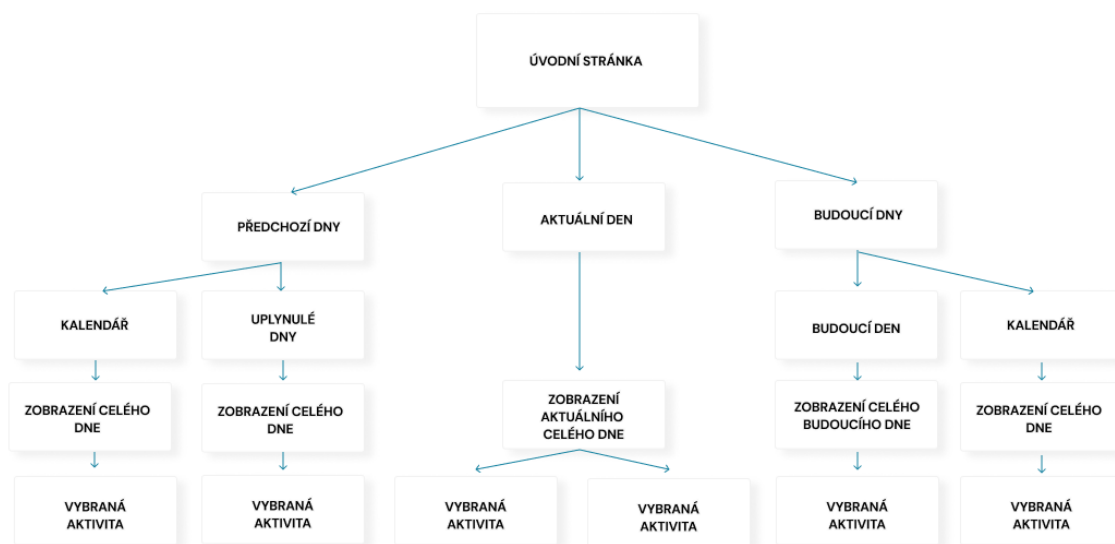 ÚVODNÍ STRÁNKA
PŘEDCHOZÍ DNY
AKTUÁLNÍ DEN
BUDOUCÍ DNY
KALENDÁŘ
UPLYNULÉ
DNY
BUDOUCÍ DEN
KALENDÁŘ
ZOBRAZENÍ CELÉHO
DNE
ZOBRAZENÍ CELÉHO
DNE
ZOBRAZENÍ
AKTUÁLNÍHO
CELÉHO DNE
ZOBRAZENÍ CELÉHO
BUDOUCÍHO DNE
ZOBRAZENÍ CELÉHO
DNE
VYBRANÁ
AKTIVITA
VYBRANÁ
AKTIVITA
VYBRANÁ
AKTIVITA
VYBRANÁ
AKTIVITA
VYBRANÁ
AKTIVITA
VYBRANÁ
AKTIVITA